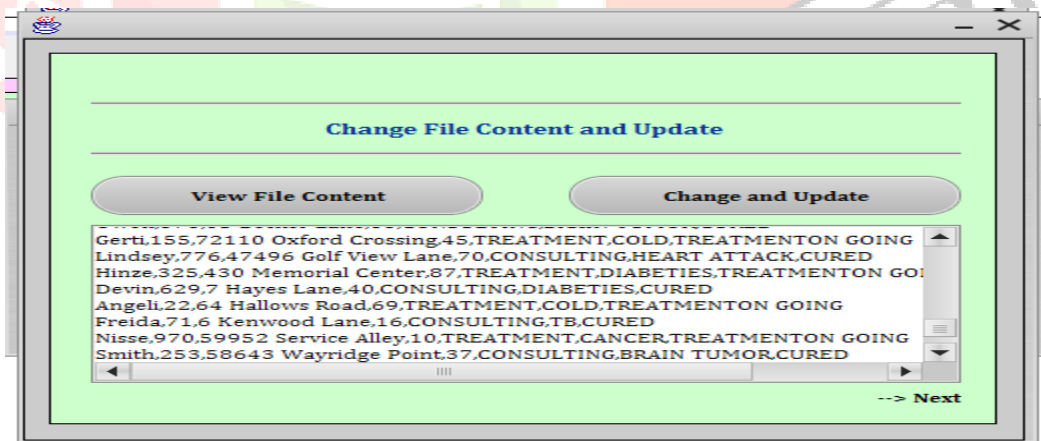 Change File Content and Update
View File Content
Change and Update
Gerti,155,72110 Oxford Crossing,45,TREATMENT,COLD,TREATMENTON GOING
Lindsey,776,47496 Golf View Lane,70,CONSULTING,HEART ATTACK,CURED
Hinze,325,430 Memorial Center,87,TREATMENT,DIABETIES,TREATMENTON GOI
Devin,629,7 Hayes Lane,40,CONSULTING,DIABETIES,CURED
Angeli,22,64 Hallows Road,69,TREATMENT,COLD,TREATMENTON GOING
Freida,71,6 Kenwood Lane,16,CONSULTING,TB,CURED
Nisse,970,59952 Service Alley,10,TREATMENT,CANCER,TREATMENTON GOING
Smith,253,58643 Wayridge Point,37,CONSULTING,BRAIN TUMOR,CURED
--> Next